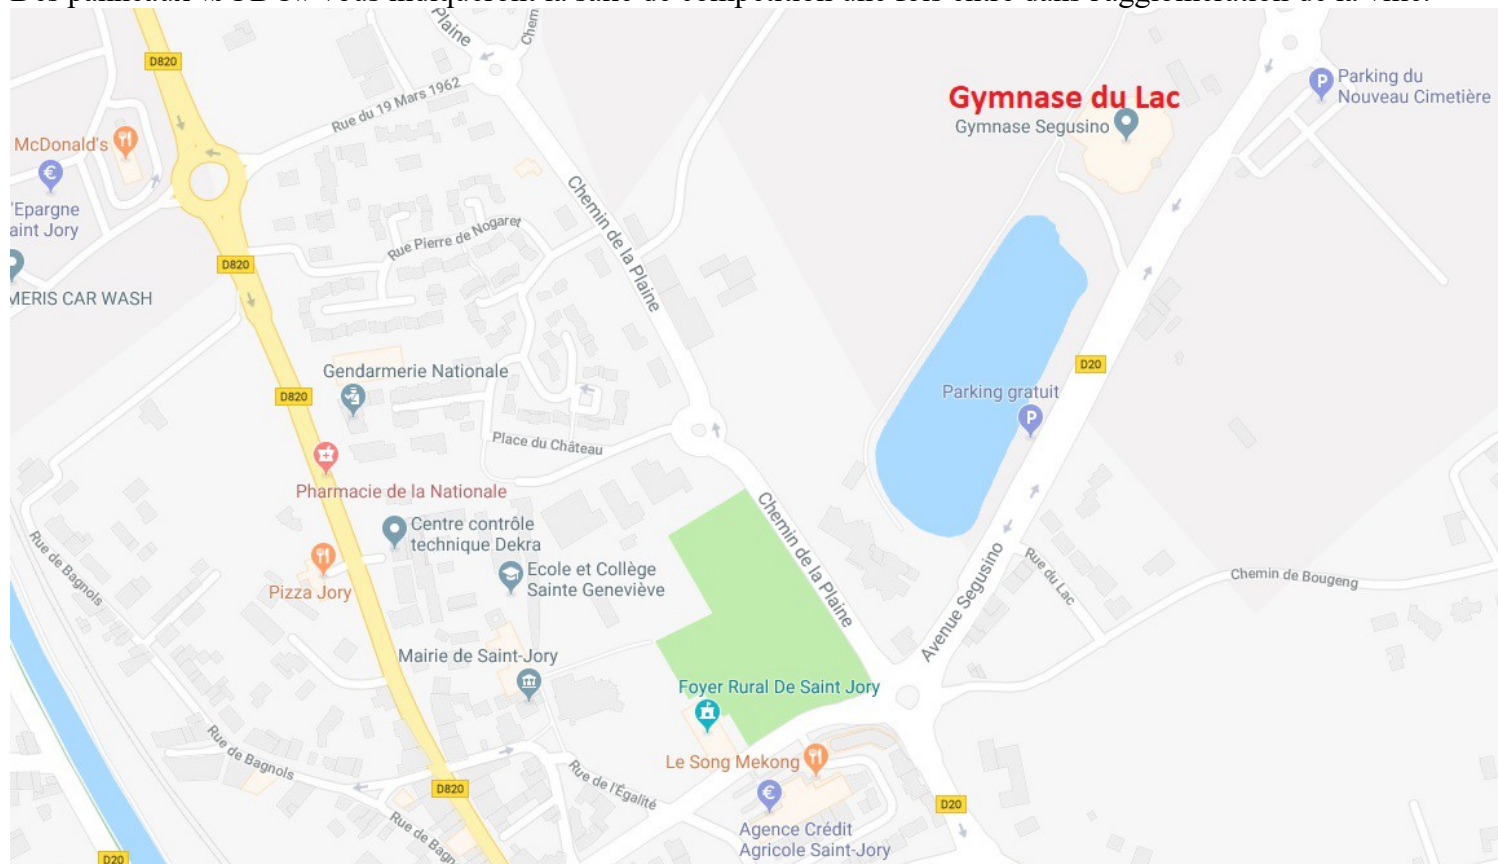 Plaine
Chem
D820
Rue du 19 Mars 1962
Gymnase du Lac
Gymnase Segusino
Parking du
Nouveau Cimetière
McDonald's
'Epargne
aint Jory
Chemin de la Plaine
Rue Pierre de Nogaret
D820
MERIS CAR WASH
Gendarmerie Nationale
D820
D20
Parking gratuit
Place du Château
Pharmacie de la Nationale
Chemin de la Plaine
Centre contrôle
technique Dekra
Rue de Bagnols
Pizza Jory
Ecole et Collège
Sainte Geneviève
Avenue Segusino
Rue du Lac
Chemin de Bougeng
Mairie de Saint-Jory
Foyer Rural De Saint Jory
Rue de Bagnols
Le Song Mekong
Rue de l'Égalité
D820
D20
Rue de Bagn
Agence Crédit
Agricole Saint-Jory
D20